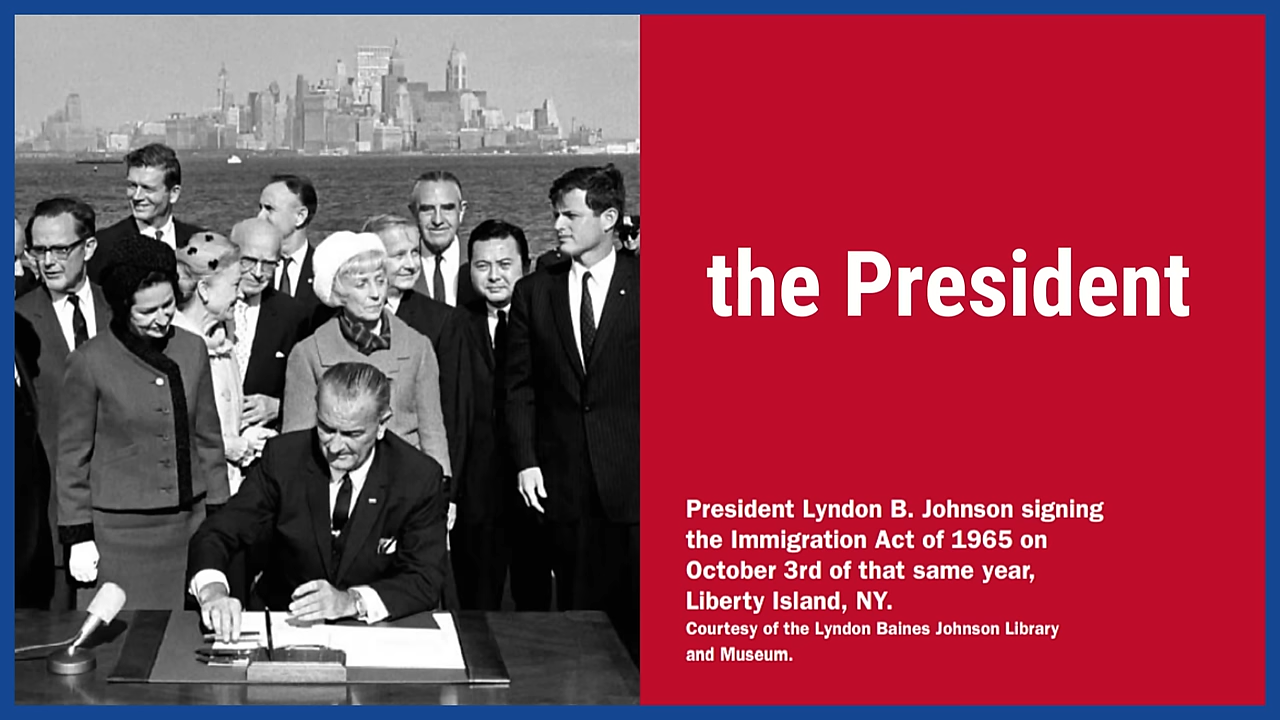 the President
President Lyndon B. Johnson signing
the Immigration Act of 1965 on
October 3rd of that same year,
Liberty Island, NY.
Courtesy of the Lyndon Baines Johnson Library
and Museum.